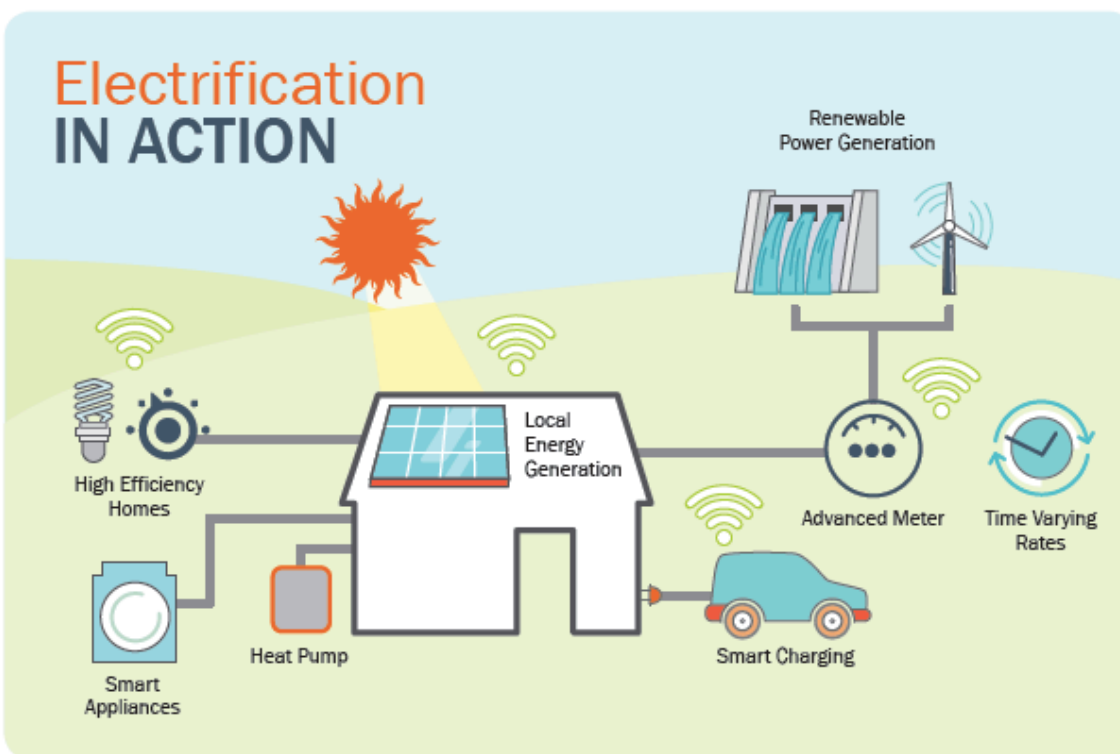 Electrification
IN ACTION
Renewable
Power Generation
Local
Energy
Generation
High Efficiency
Homes
Advanced Meter
Time Varying
Rates
Heat Pump
Smart Charging
Smart
Appliances